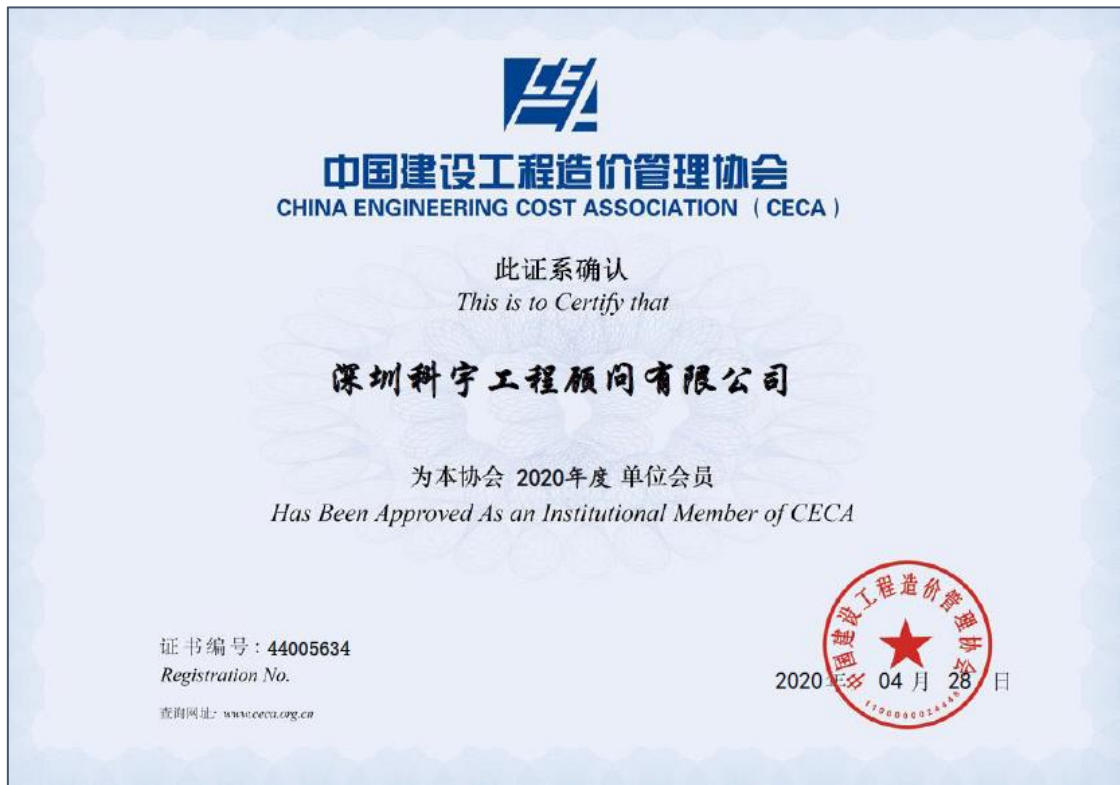 中国建设工程造价管理协会
CHINA ENGINEERING COST ASSOCIATION ( CECA )
此证系确认
This is to Certify that
深圳科宇工程顾问有限公司
为本协会 2020年度 单位会员
Has Been Approved As an Institutional Member of CECA
证书编号: 44005634
Registration No.
查询网址: www.ceca.org.cn
2020 年 04 月 28 日
中国建设工程造价管理协会